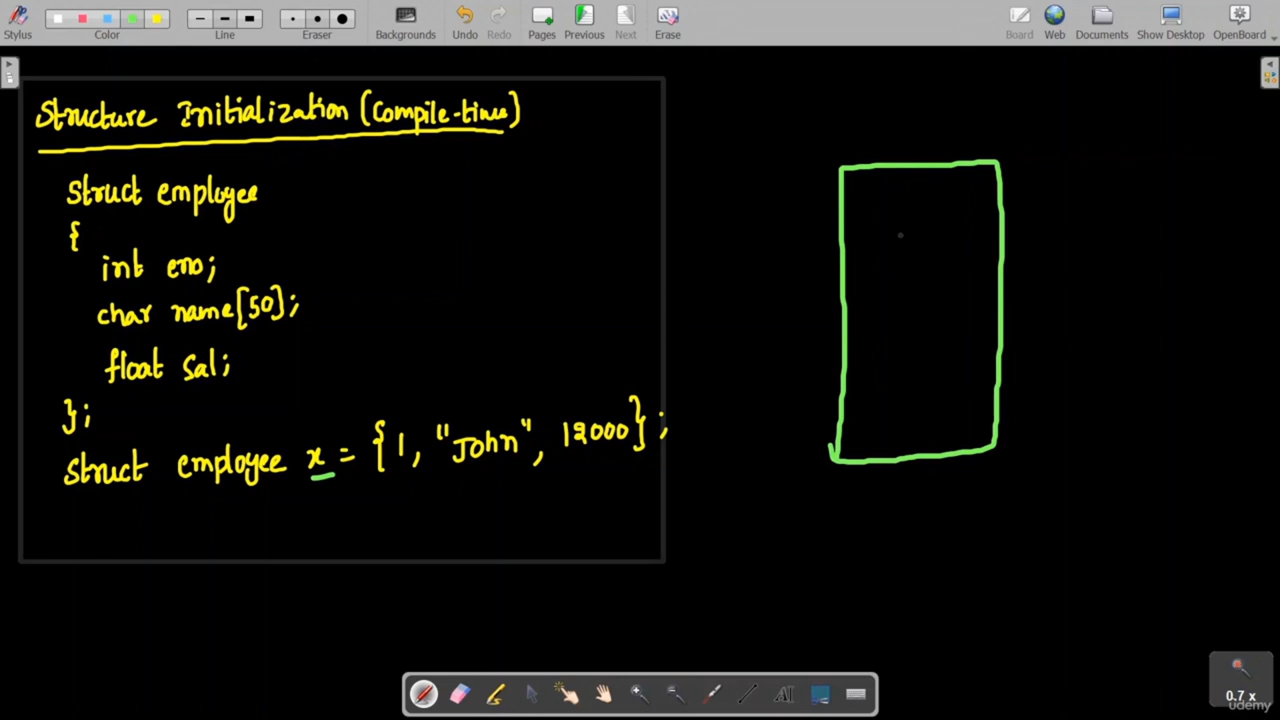 Stylus
Color
Line
Eraser
Backgrounds
Undo
Redo
Pages
Previous
Next
Erase
Board
Web
Documents
Show Desktop
OpenBoard
Structure Initialization (Compile-time)
Struct employee
{
int eno;
char name[50];
float sal;
};
Struct employee x = {1, "John", 12000};
AI
0.7 x
udemy